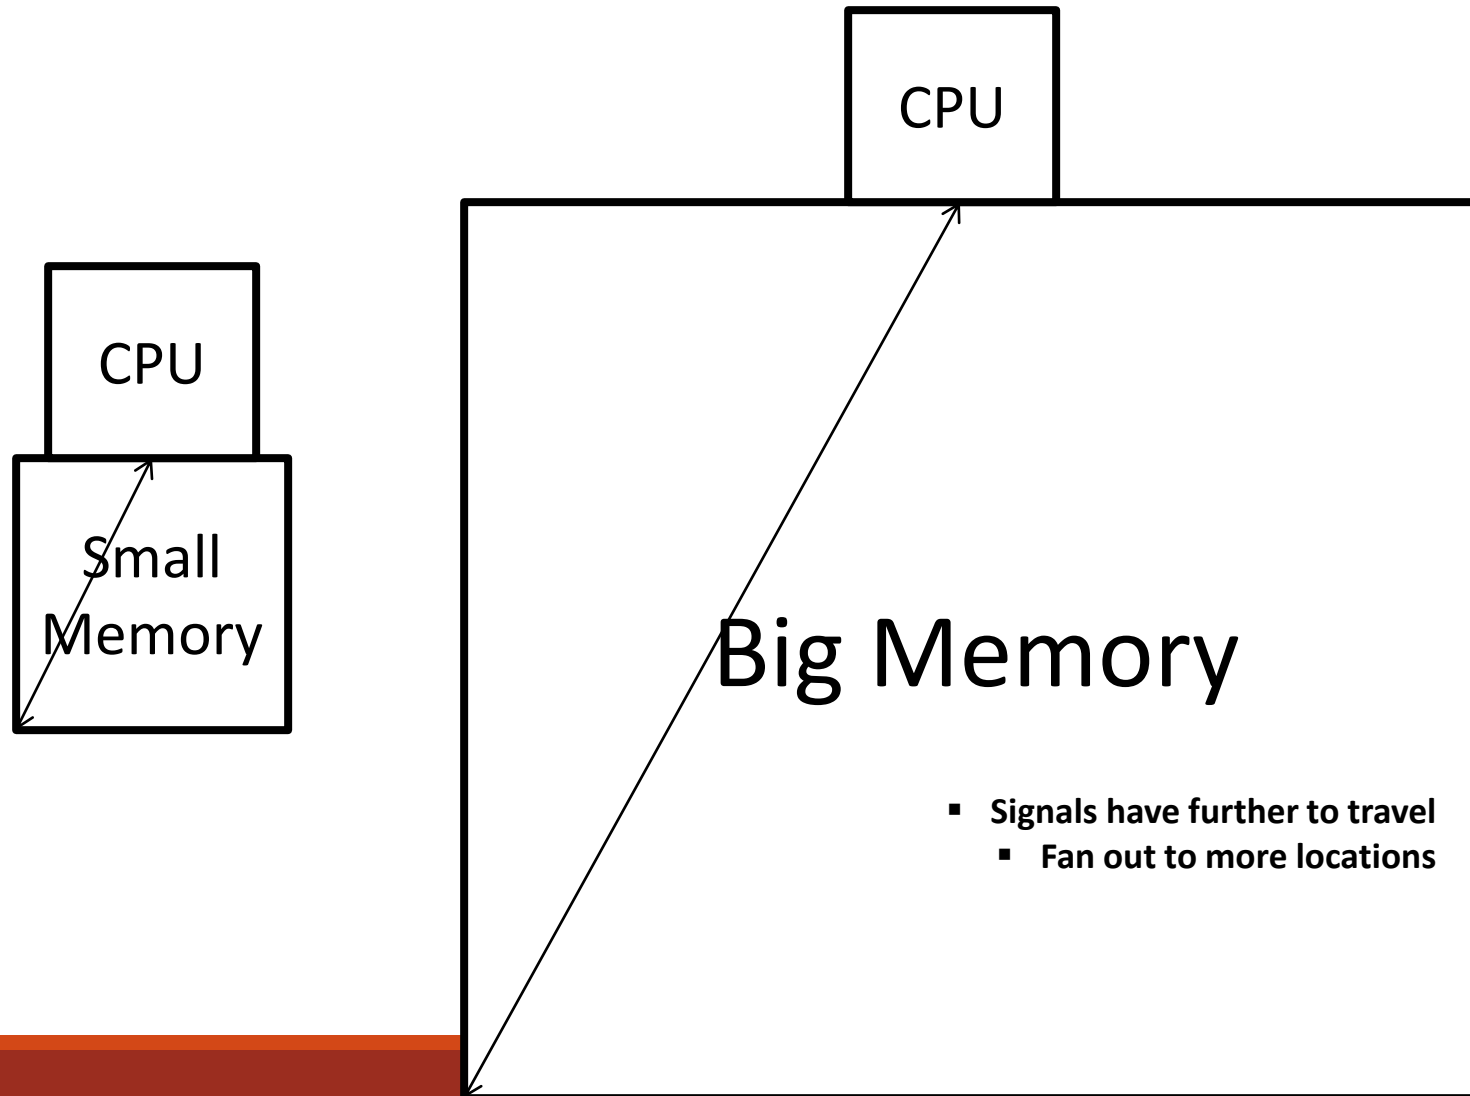 CPU
Small
Memory
CPU
Big Memory
▪ Signals have further to travel
▪ Fan out to more locations